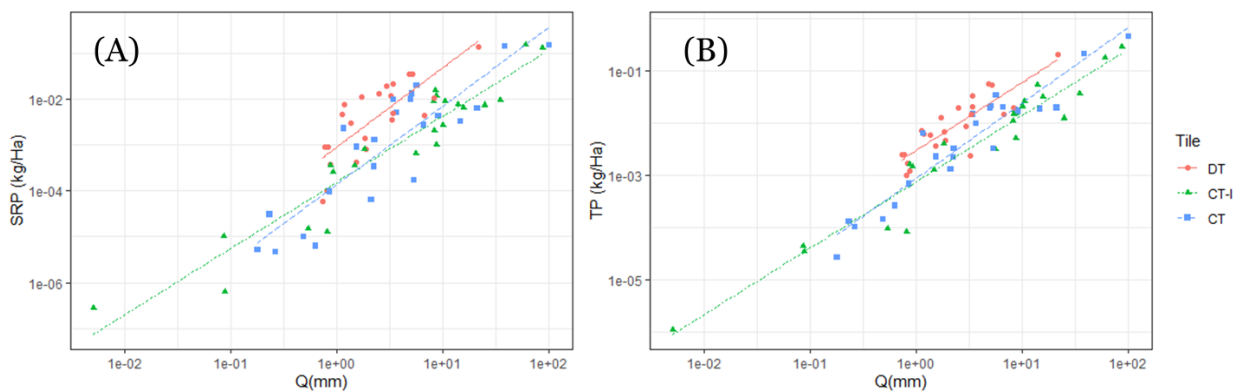 (A)
(B)
1e-02
1e-04
1e-06
SRP (kg/Ha)
1e-02
1e-01
1e+00
1e+01
1e+02
Q(mm)
1e-01
1e-03
1e-05
TP (kg/Ha)
1e-02
1e-01
1e+00
1e+01
1e+02
Q(mm)
Tile
DT
CT-I
CT